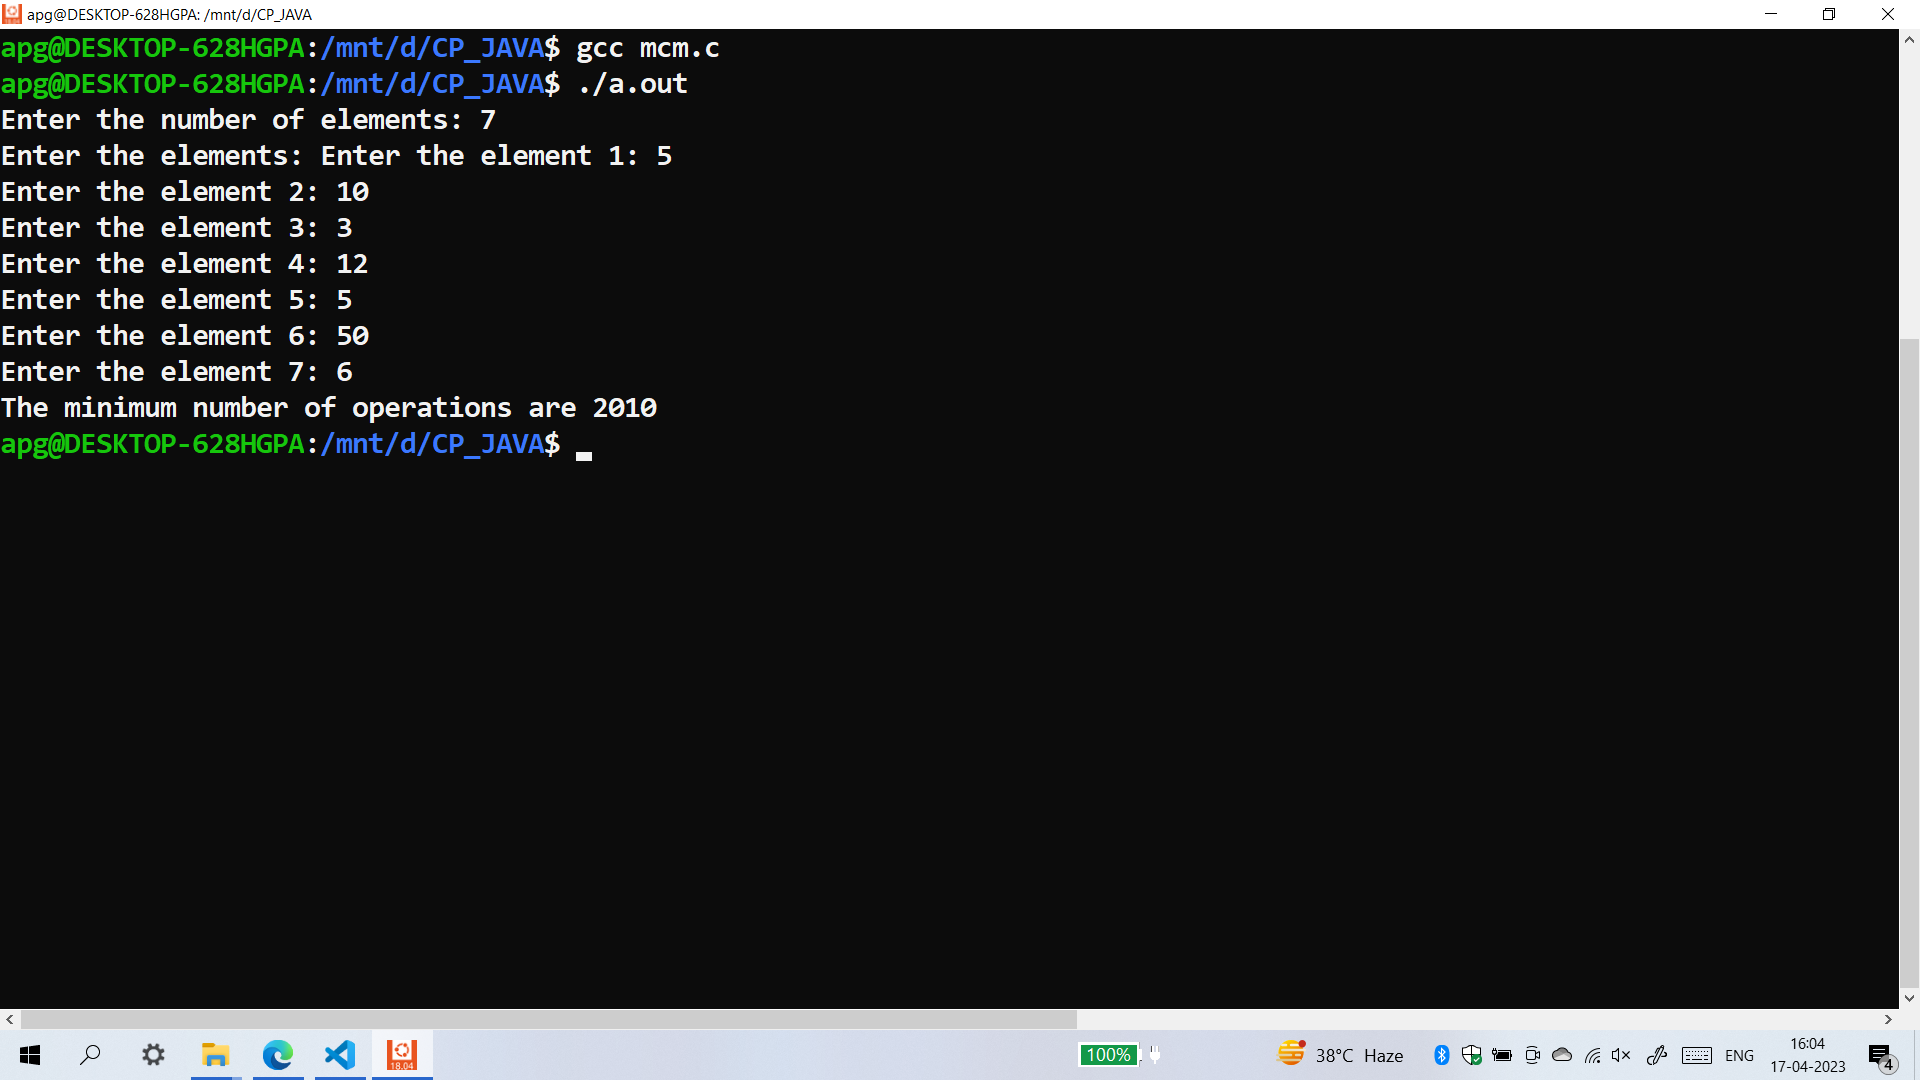 apg@DESKTOP-628HGPA: /mnt/d/CP_JAVA
apg@DESKTOP-628HGPA:/mnt/d/CP_JAVA$ gcc mcm.c
apg@DESKTOP-628HGPA:/mnt/d/CP_JAVA$ ./a.out
Enter the number of elements: 7
Enter the elements: Enter the element 1: 5
Enter the element 2: 10
Enter the element 3: 3
Enter the element 4: 12
Enter the element 5: 5
Enter the element 6: 50
Enter the element 7: 6
The minimum number of operations are 2010
apg@DESKTOP-628HGPA:/mnt/d/CP_JAVA$
18.04
100%
38°C Haze
ENG
16:04
17-04-2023
4